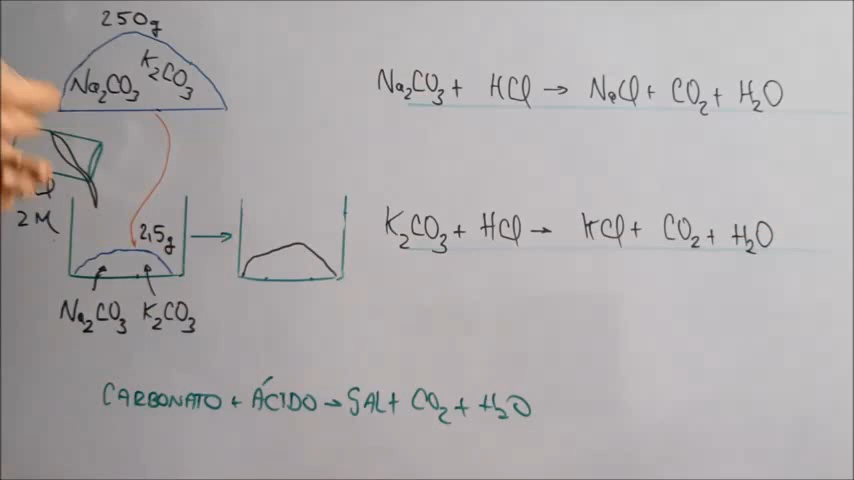 250g
K₂CO₃
Na₂CO₃
Na₂CO₃ + HCl → NaCl + CO₂ + H₂O
2M
2,5g
K₂CO₃ + HCl → KCl + CO₂ + H₂O
Na₂CO₃ K₂CO₃
CARBONATO + ÁCIDO → SAL + CO₂ + H₂O